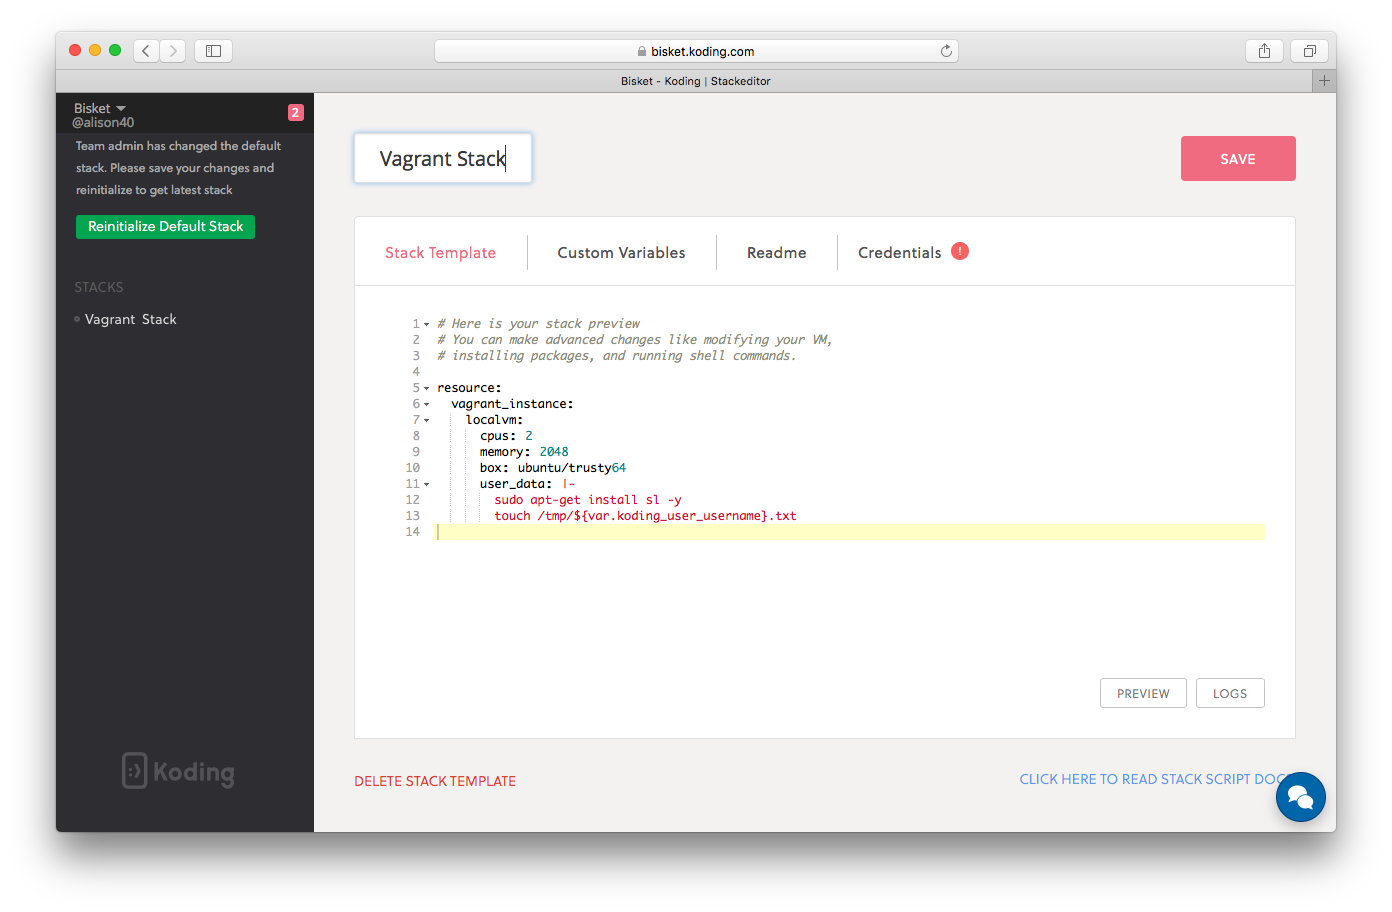 bisket.koding.com
Bisket - Koding | Stackeditor
Bisket
@alison40
2
Team admin has changed the default
stack. Please save your changes and
reinitialize to get latest stack
Reinitialize Default Stack
STACKS
Vagrant Stack
Koding
Vagrant Stack
SAVE
Stack Template
Custom Variables
Readme
Credentials !
1 # Here is your stack preview
2 # You can make advanced changes like modifying your VM,
3 # installing packages, and running shell commands.
4
5 resource:
6 vagrant_instance:
7 localvm:
8 cpus: 2
9 memory: 2048
10 box: ubuntu/trusty64
11 user_data: |-
12 sudo apt-get install sl -y
13 touch /tmp/${var.koding_user_username}.txt
14
PREVIEW
LOGS
DELETE STACK TEMPLATE
CLICK HERE TO READ STACK SCRIPT DOC